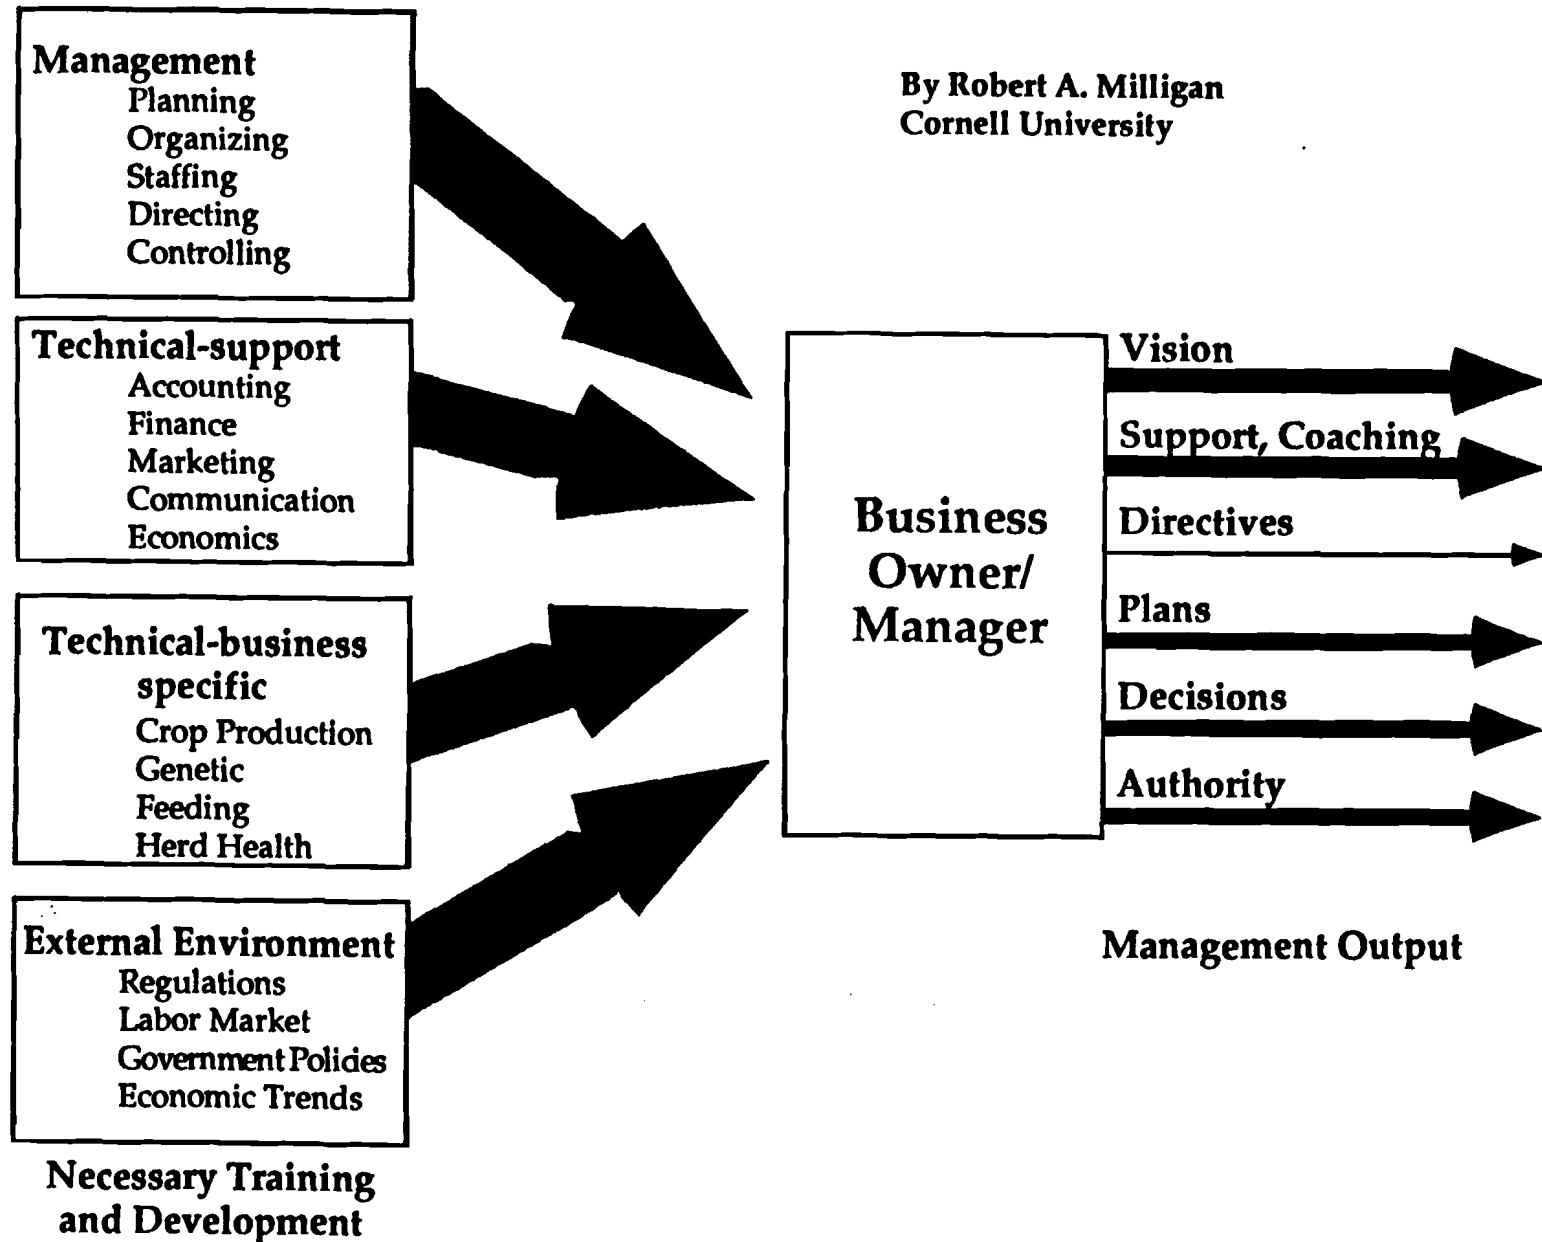 Management
Planning
Organizing
Staffing
Directing
Controlling
By Robert A. Milligan
Cornell University
Technical-support
Accounting
Finance
Marketing
Communication
Economics
Technical-business
specific
Crop Production
Genetic
Feeding
Herd Health
External Environment
Regulations
Labor Market
Government Policies
Economic Trends
Necessary Training
and Development
Business
Owner/
Manager
Vision
Support, Coaching
Directives
Plans
Decisions
Authority
Management Output